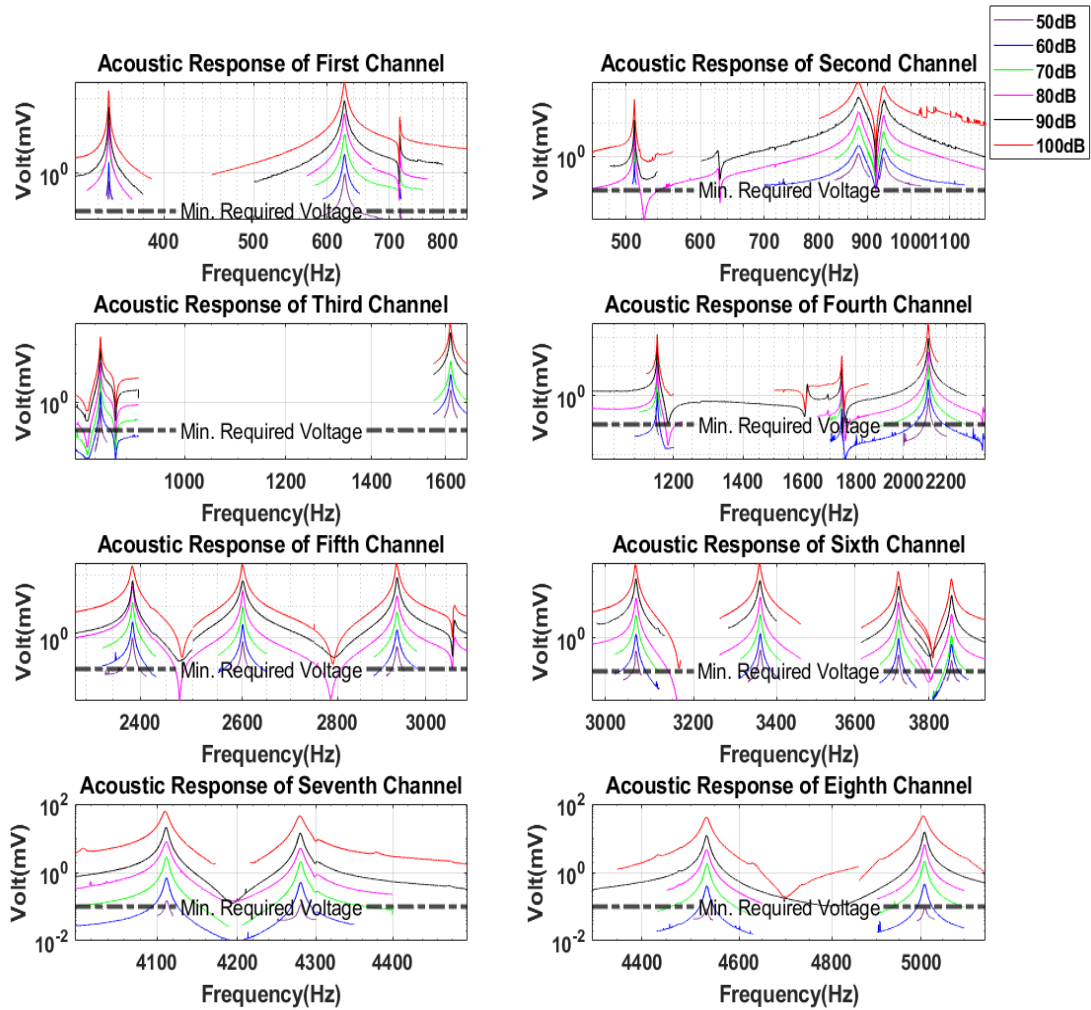 50dB
60dB
70dB
80dB
90dB
100dB
Acoustic Response of First Channel
Volt(mV)
10^0
Min. Required Voltage
400 500 600 700 800
Frequency(Hz)
Acoustic Response of Second Channel
Volt(mV)
10^0
Min. Required Voltage
500 600 700 800 900 1000 1100
Frequency(Hz)
Acoustic Response of Third Channel
Volt(mV)
10^0
Min. Required Voltage
1000 1200 1400 1600
Frequency(Hz)
Acoustic Response of Fourth Channel
Volt(mV)
10^0
Min. Required Voltage
1200 1400 1600 1800 2000 2200
Frequency(Hz)
Acoustic Response of Fifth Channel
Volt(mV)
10^0
Min. Required Voltage
2400 2600 2800 3000
Frequency(Hz)
Acoustic Response of Sixth Channel
Volt(mV)
10^0
Min. Required Voltage
3000 3200 3400 3600 3800
Frequency(Hz)
Acoustic Response of Seventh Channel
Volt(mV)
10^2
10^0
10^-2
Min. Required Voltage
4100 4200 4300 4400
Frequency(Hz)
Acoustic Response of Eighth Channel
Volt(mV)
10^2
10^0
10^-2
Min. Required Voltage
4400 4600 4800 5000
Frequency(Hz)